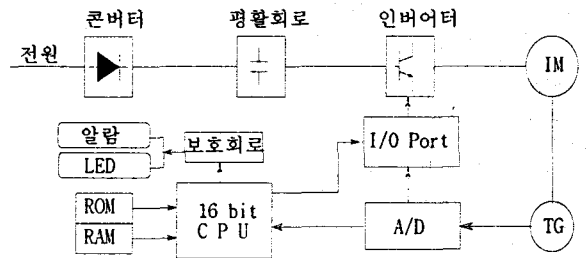 콘버터
평활회로
인버어터
전원
IM
알람
LED
보호회로
I/O Port
ROM
RAM
16 bit
C P U
A/D
TG